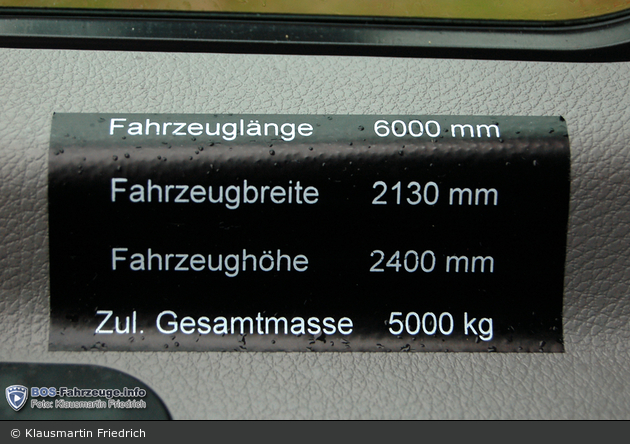 Fahrzeuglänge 6000 mm
Fahrzeugbreite 2130 mm
Fahrzeughöhe 2400 mm
Zul. Gesamtmasse 5000 kg
BOS-Fahrzeuge.Info
Foto: Klausmartin Friedrich
© Klausmartin Friedrich